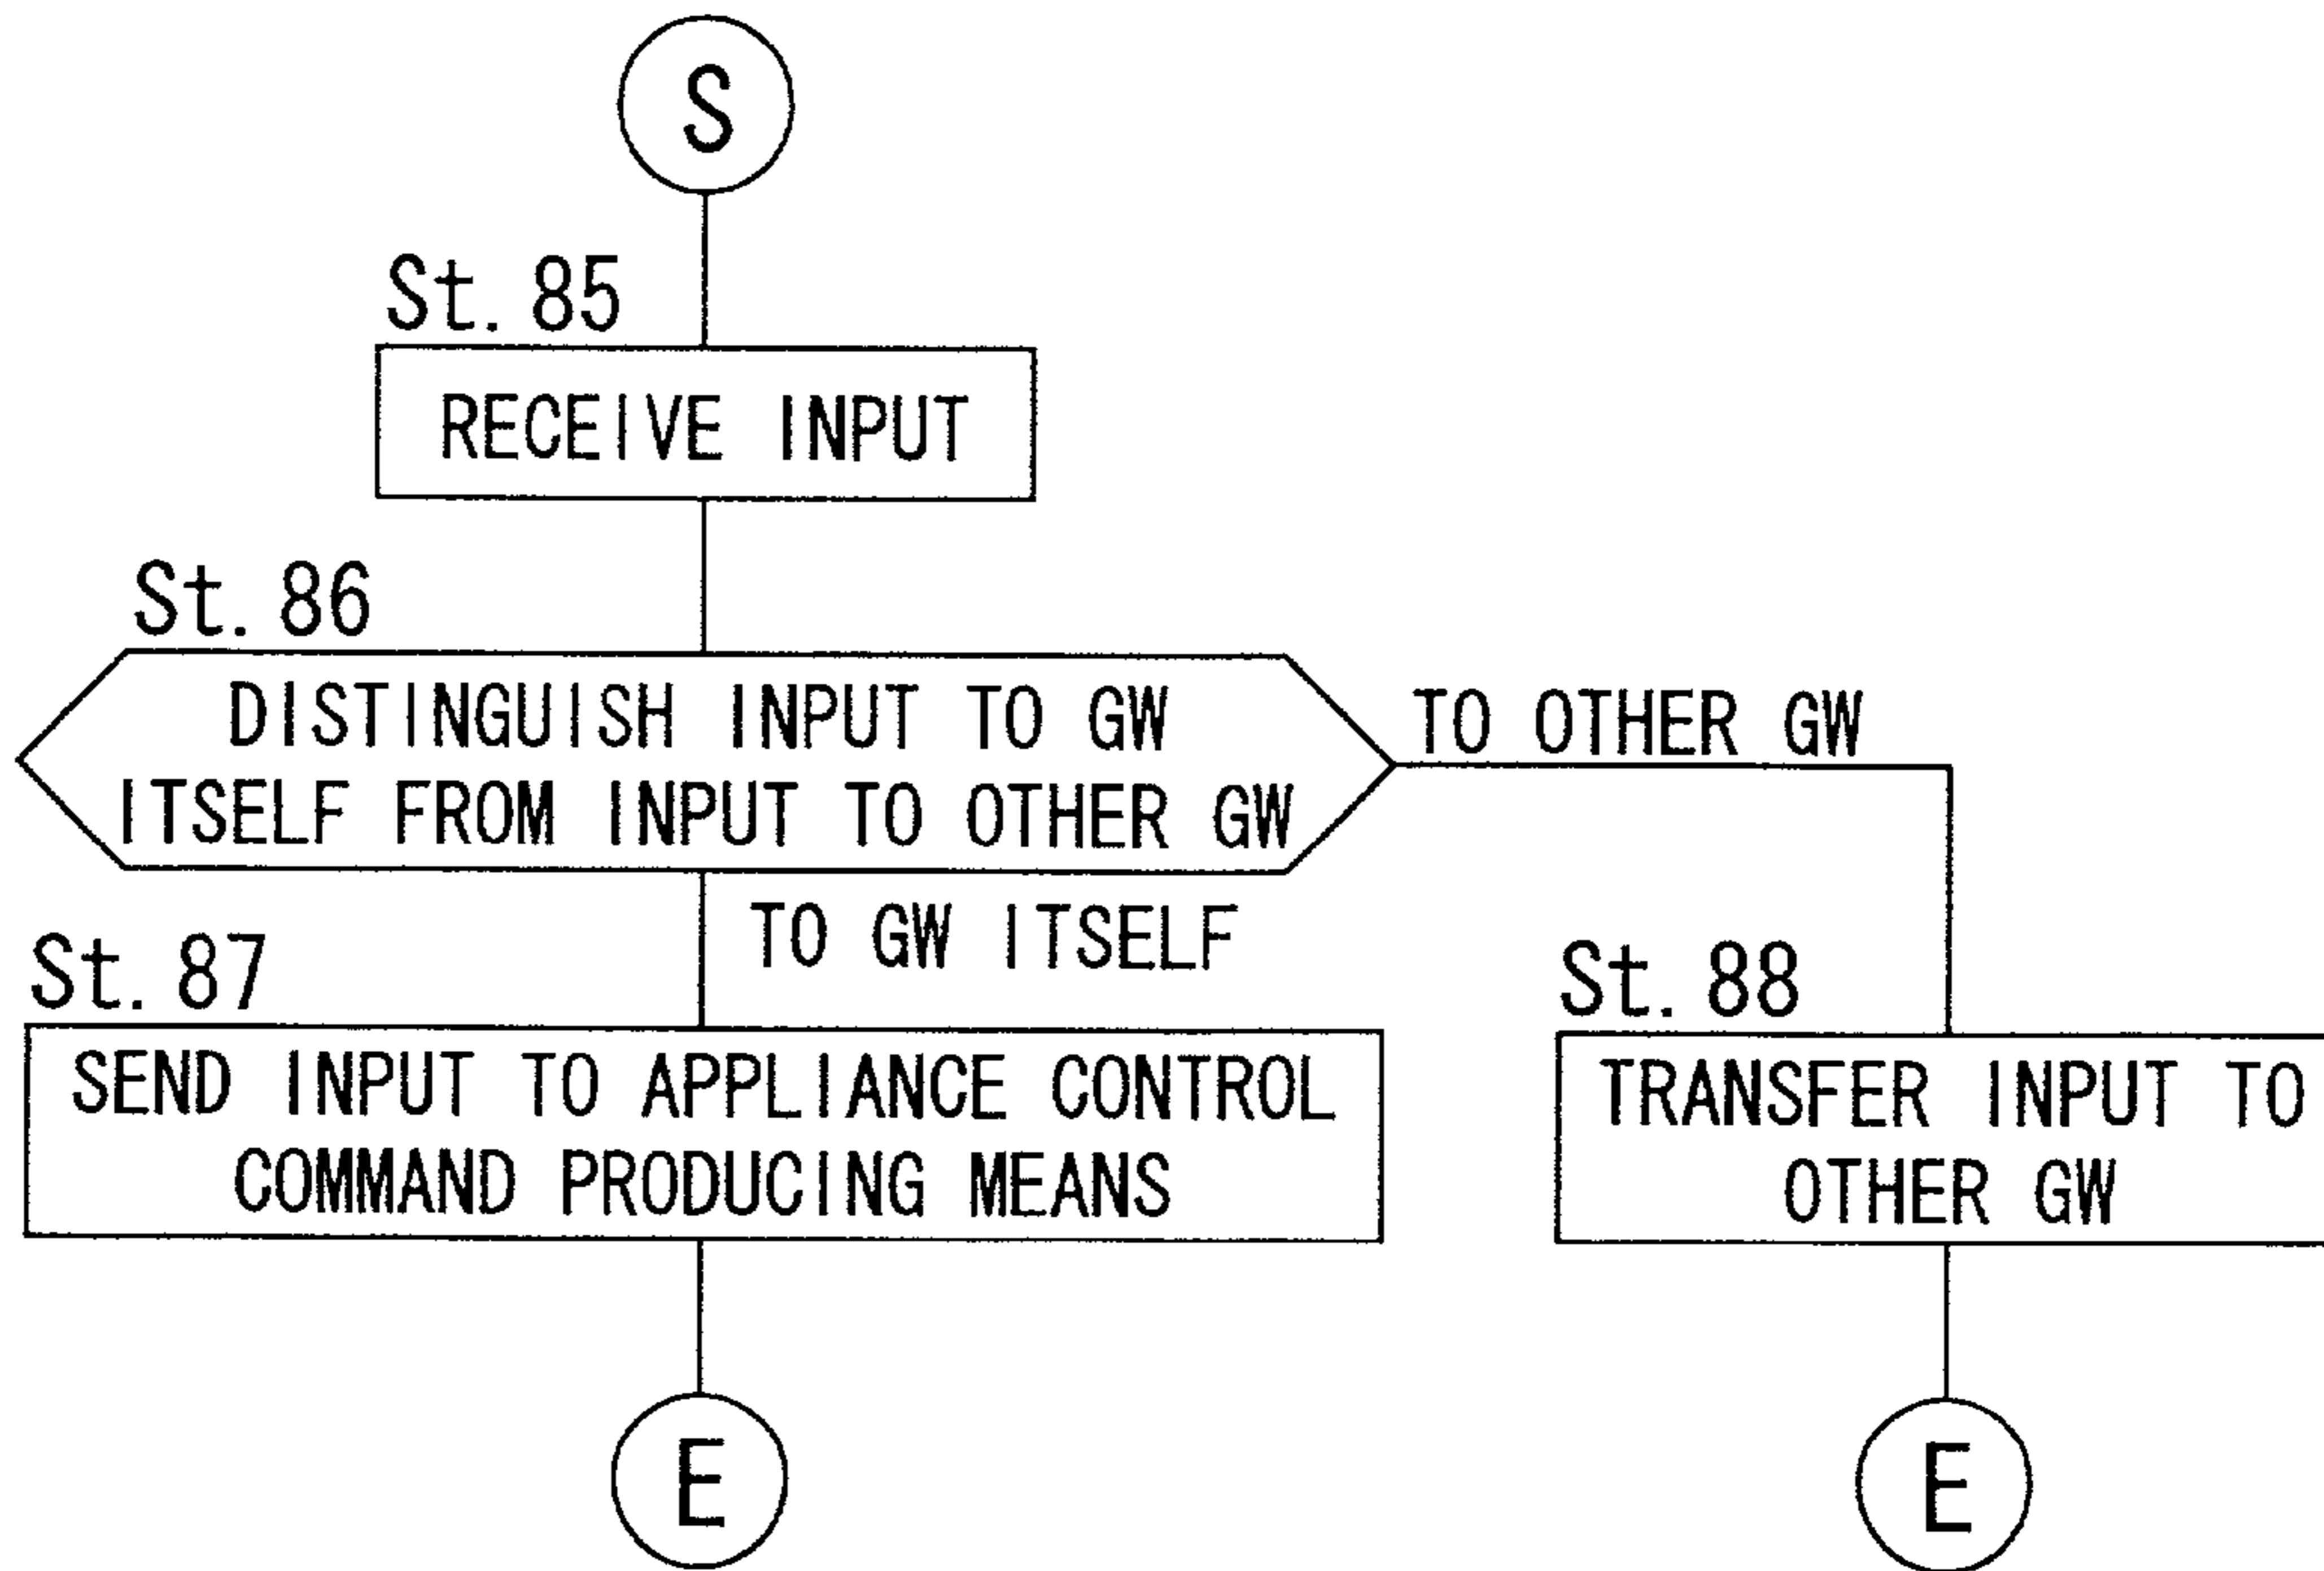 S
St. 85
RECEIVE INPUT
St. 86
DISTINGUISH INPUT TO GW
ITSELF FROM INPUT TO OTHER GW
TO OTHER GW
TO GW ITSELF
St. 87
SEND INPUT TO APPLIANCE CONTROL
COMMAND PRODUCING MEANS
St. 88
TRANSFER INPUT TO
OTHER GW
E
E